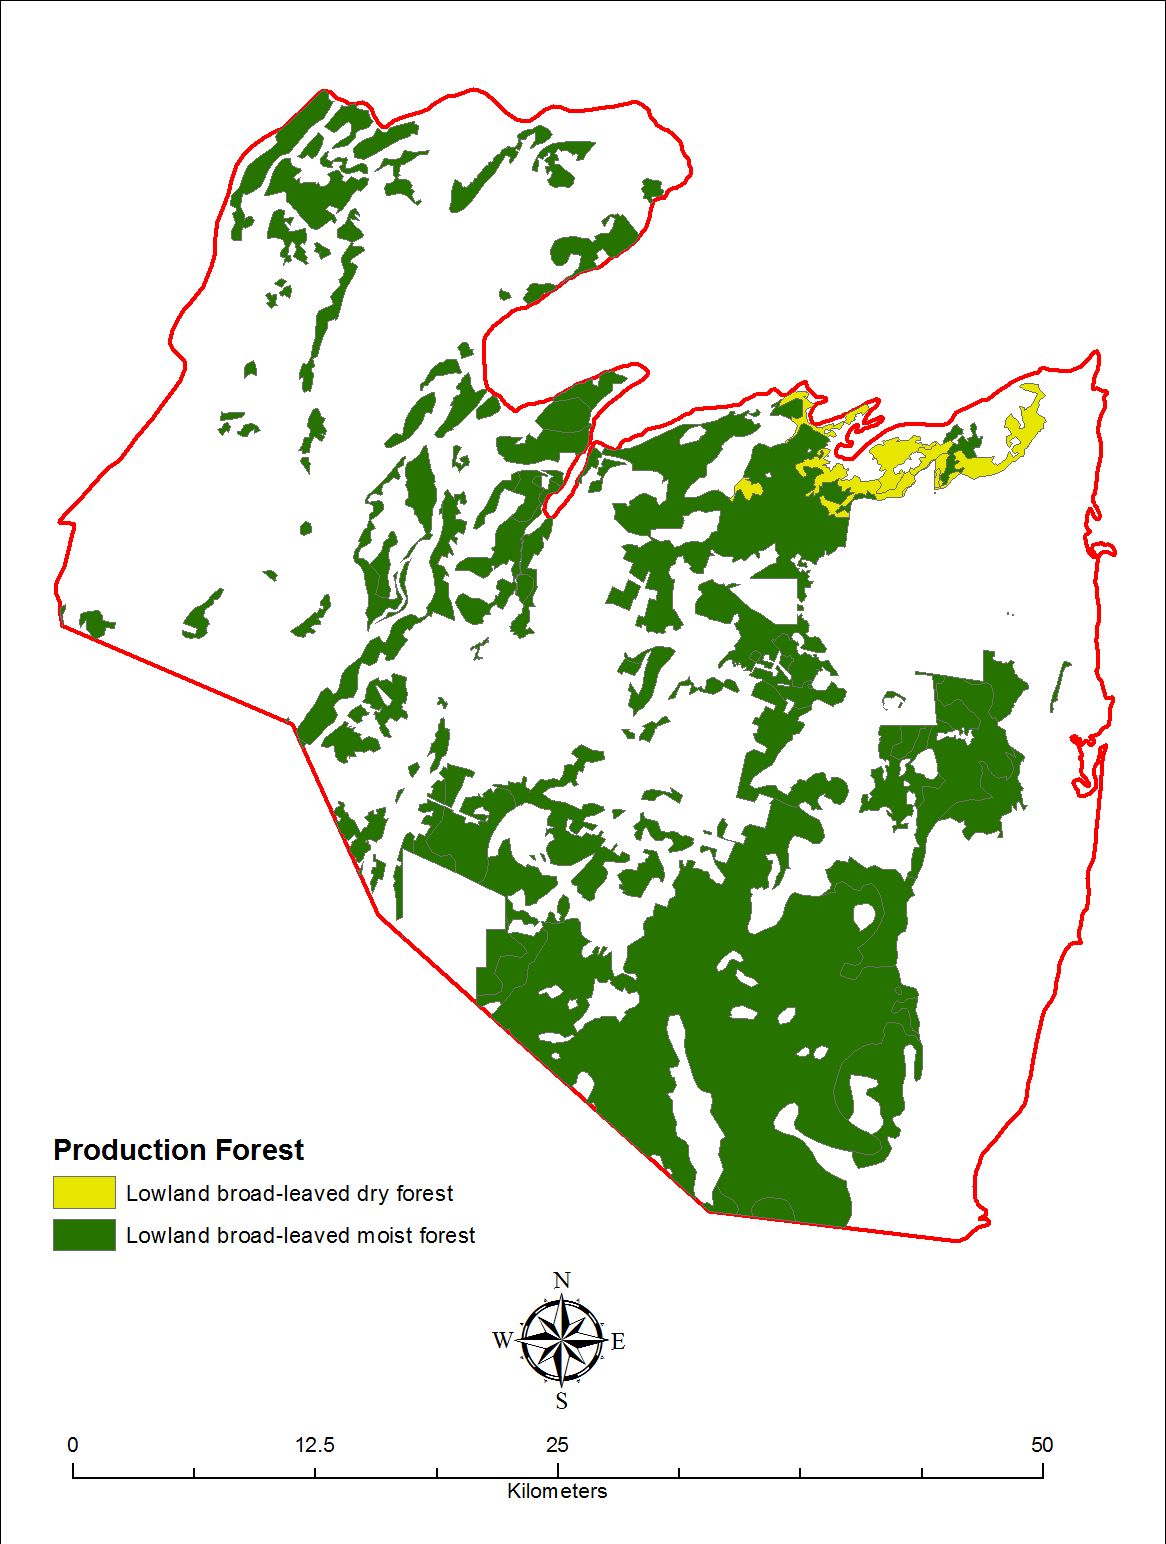 Production Forest
Lowland broad-leaved dry forest
Lowland broad-leaved moist forest
N
W E
S
0 12.5 25 50
Kilometers